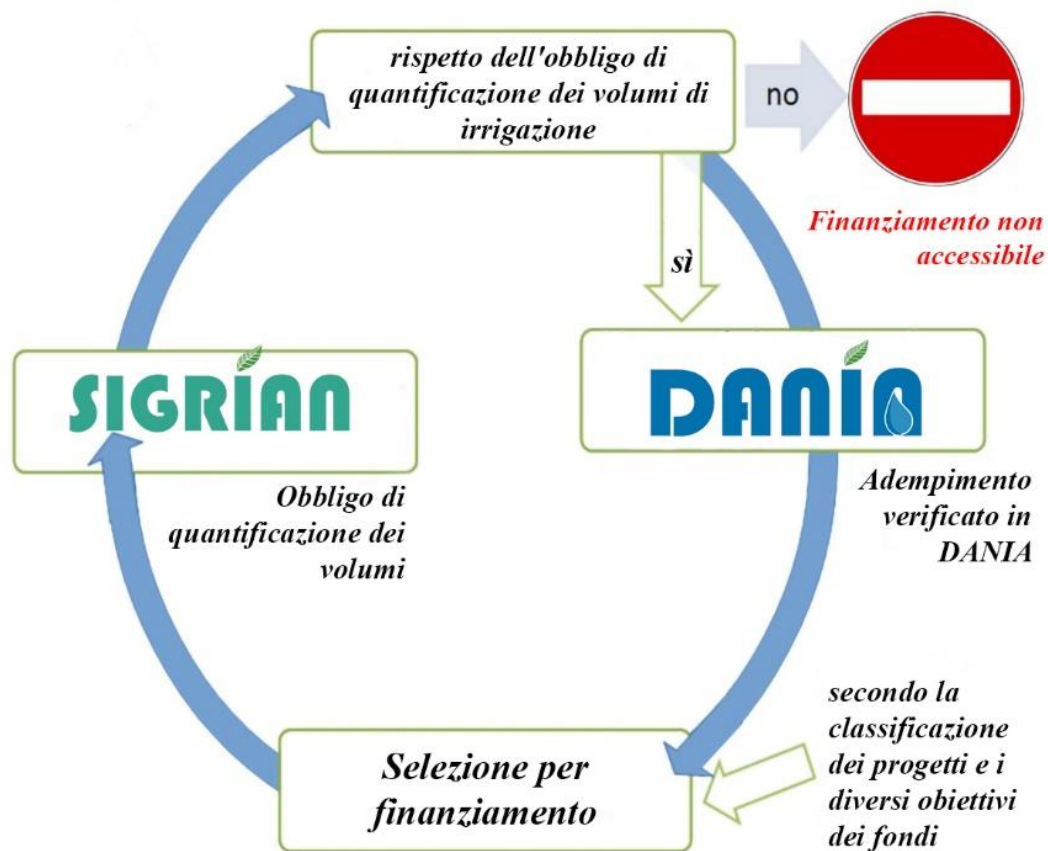 rispetto dell'obbligo di
quantificazione dei volumi di
irrigazione
no
Finanziamento non
accessibile
sì
SIGRIAN
DANIA
Obbligo di
quantificazione dei
volumi
Adempimento
verificato in
DANIA
Selezione per
finanziamento
secondo la
classificazione
dei progetti e i
diversi obiettivi
dei fondi